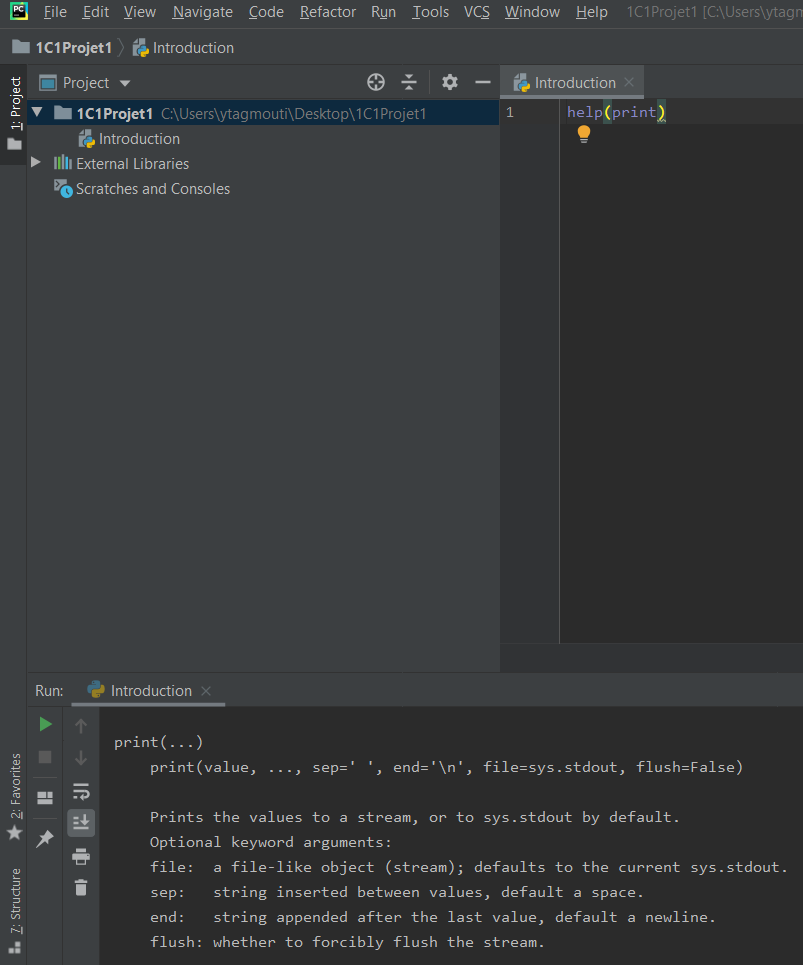 PC File Edit View Navigate Code Refactor Run Tools VCS Window Help 1C1Projet1 [C:\Users\ytagm
1C1Projet1 Introduction
1: Project
Project
Introduction
1C1Projet1 C:\Users\ytagmouti\Desktop\1C1Projet1
Introduction
External Libraries
Scratches and Consoles
1 help(print)
Run: Introduction
print(...)
print(value, ..., sep=' ', end='\n', file=sys.stdout, flush=False)
Prints the values to a stream, or to sys.stdout by default.
Optional keyword arguments:
file: a file-like object (stream); defaults to the current sys.stdout.
sep: string inserted between values, default a space.
end: string appended after the last value, default a newline.
flush: whether to forcibly flush the stream.
2: Favorites
7: Structure